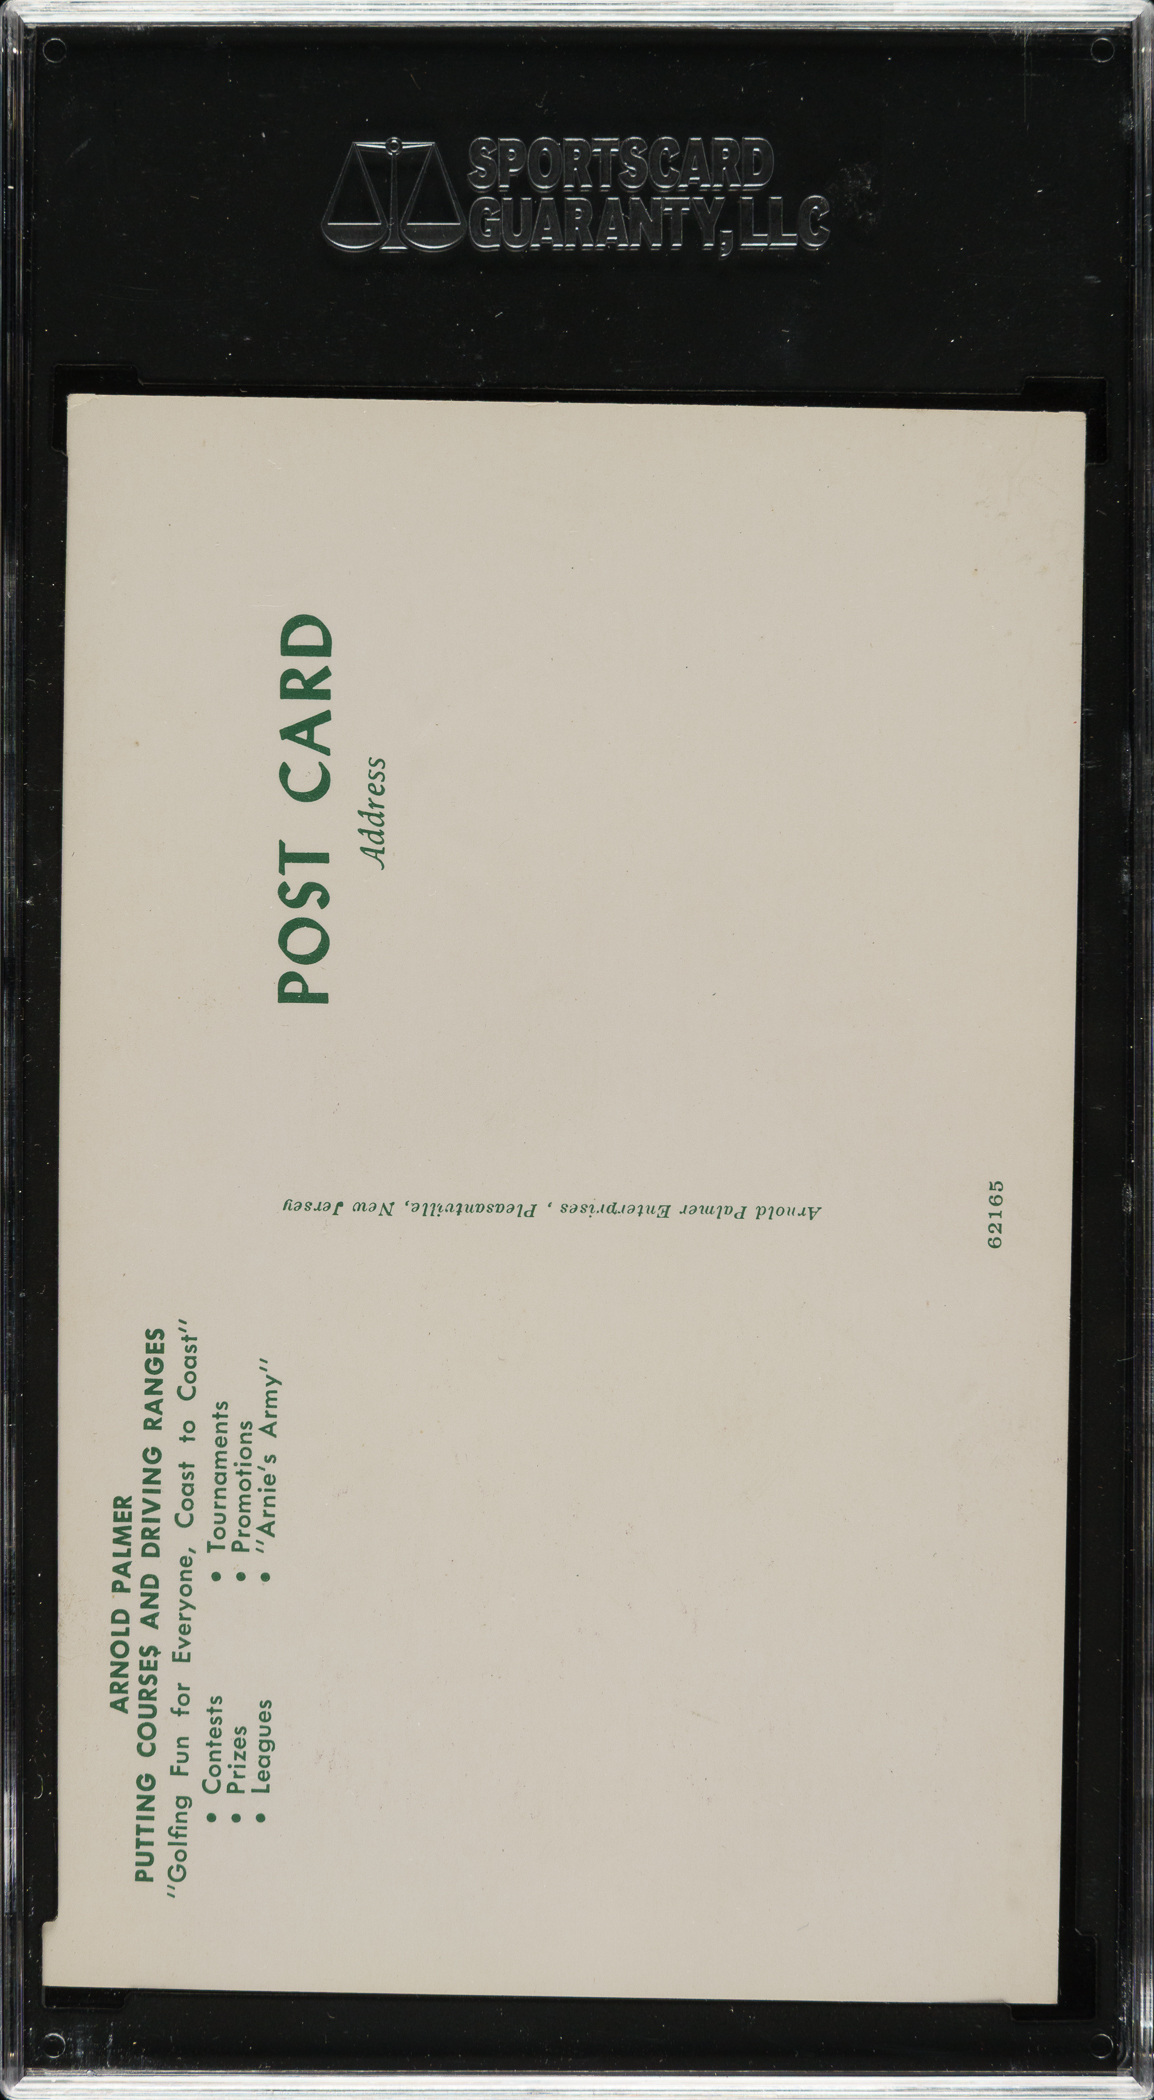 SPORTSCARD
GUARANTY, LLC
ARNOLD PALMER
PUTTING COURSES AND DRIVING RANGES
"Golfing Fun for Everyone, Coast to Coast"
• Contests
• Prizes
• Leagues
• Tournaments
• Promotions
• "Arnie's Army"
POST CARD
Address
Arnold Palmer Enterprises, Pleasantville, New Jersey
62165